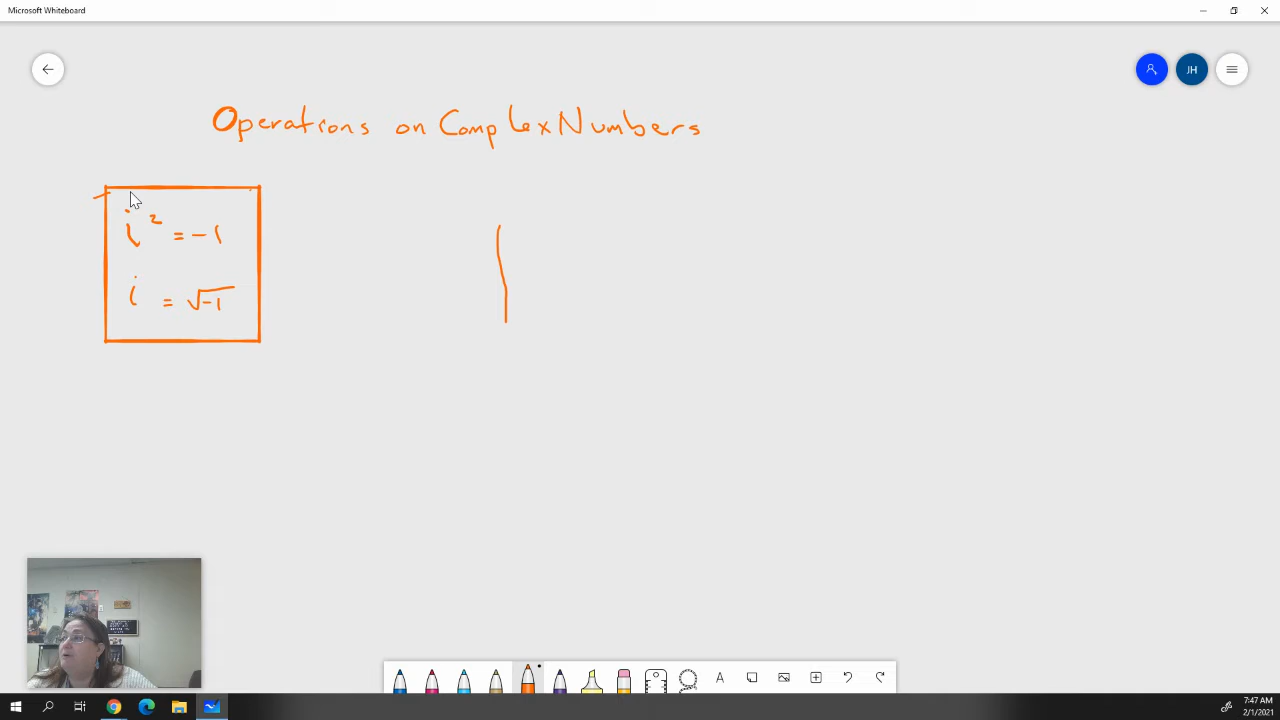 Microsoft Whiteboard
JH
Operations on Complex Numbers
i² = -1
i = √-1
A
7:47 AM
2/1/2021